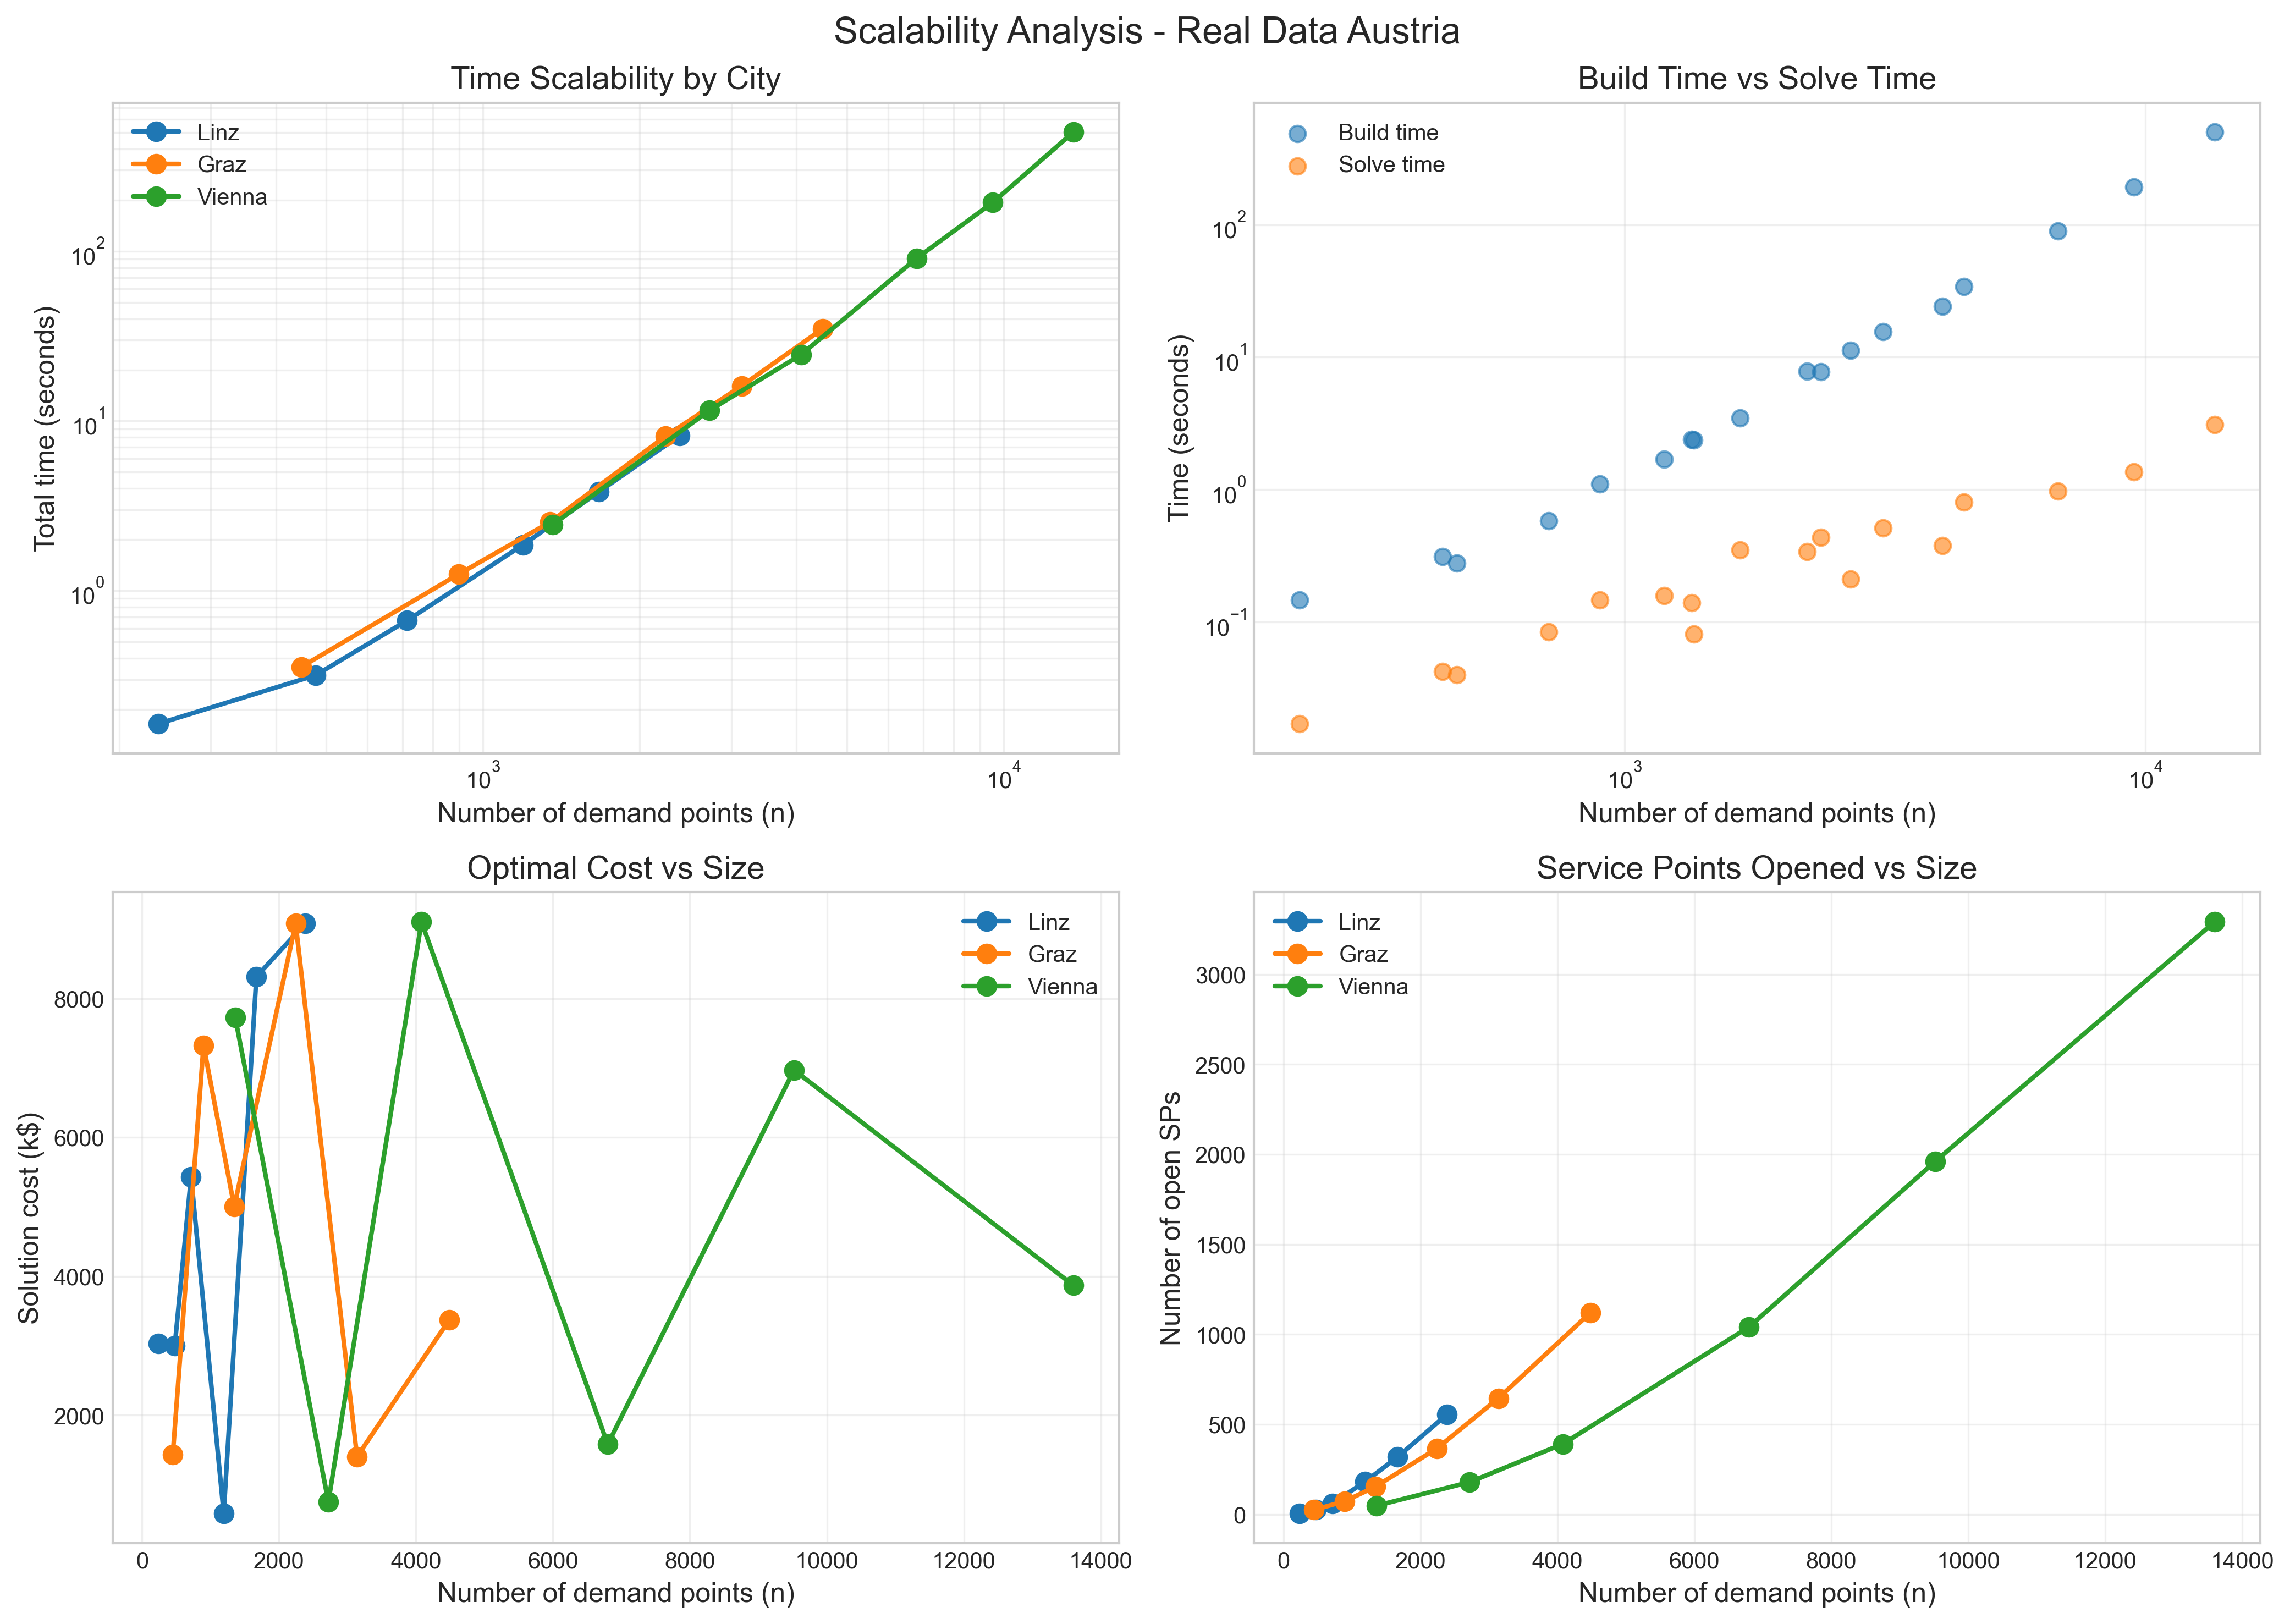 Scalability Analysis - Real Data Austria
Time Scalability by City
Linz
Graz
Vienna
10^2
10^1
10^0
Total time (seconds)
10^3
10^4
Number of demand points (n)
Build Time vs Solve Time
Build time
Solve time
10^2
10^1
10^0
10^−1
Time (seconds)
10^3
10^4
Number of demand points (n)
Optimal Cost vs Size
Linz
Graz
Vienna
8000
6000
4000
2000
Solution cost (k$)
0
2000
4000
6000
8000
10000
12000
14000
Number of demand points (n)
Service Points Opened vs Size
Linz
Graz
Vienna
3000
2500
2000
1500
1000
500
0
Number of open SPs
0
2000
4000
6000
8000
10000
12000
14000
Number of demand points (n)